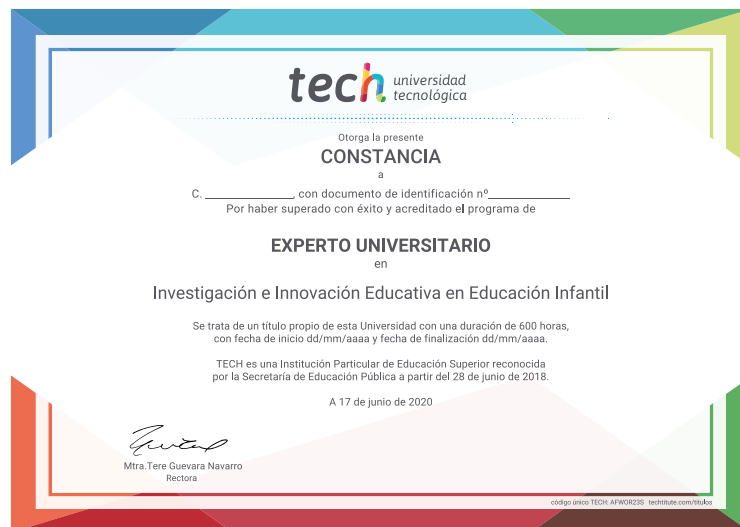 tech universidad
tecnológica
Otorga la presente
CONSTANCIA
a
C. ______________, con documento de identificación nº_____________
Por haber superado con éxito y acreditado el programa de
EXPERTO UNIVERSITARIO
en
Investigación e Innovación Educativa en Educación Infantil
Se trata de un título propio de esta Universidad con una duración de 600 horas,
con fecha de inicio dd/mm/aaaa y fecha de finalización dd/mm/aaaa.
TECH es una Institución Particular de Educación Superior reconocida
por la Secretaría de Educación Pública a partir del 28 de junio de 2018.
A 17 de junio de 2020
Mtra.Tere Guevara Navarro
Rectora
código único TECH: AFWOR23S techtitute.com/titulos